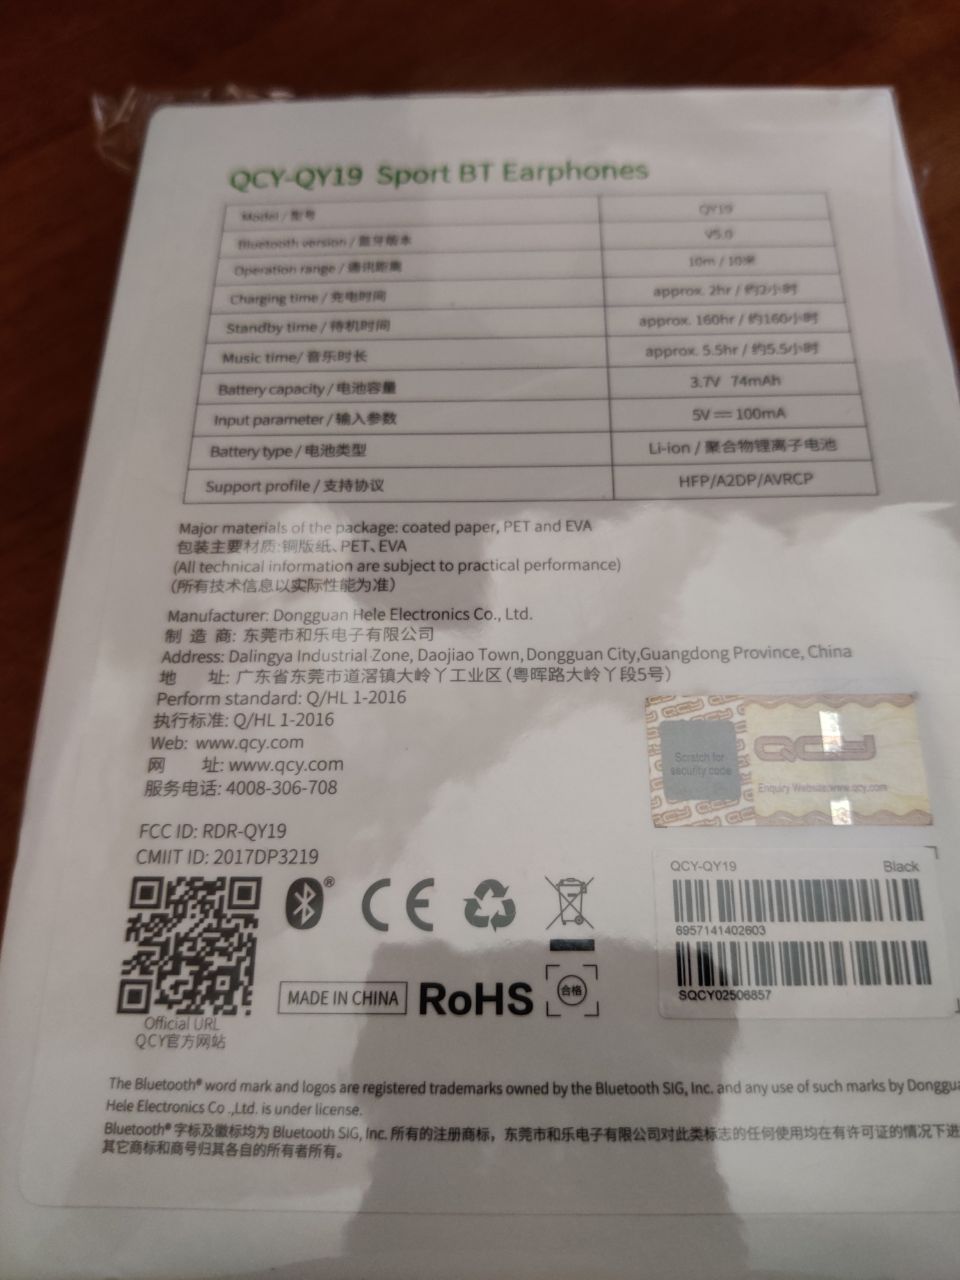 QCY-QY19 Sport BT Earphones
Model / 型号 QY19
Bluetooth version / 蓝牙版本 V5.0
Operation range / 通讯距离 10m / 10米
Charging time / 充电时间 approx. 2hr / 约2小时
Standby time / 待机时间 approx. 160hr / 约160小时
Music time/ 音乐时长 approx. 5.5hr / 约5.5小时
Battery capacity / 电池容量 3.7V 74mAh
Input parameter / 输入参数 5V⎓100mA
Battery type / 电池类型 Li-ion / 聚合物锂离子电池
Support profile / 支持协议 HFP/A2DP/AVRCP
Major materials of the package: coated paper, PET and EVA
包装主要材质:铜版纸、PET、EVA
(All technical information are subject to practical performance)
(所有技术信息以实际性能为准)
Manufacturer: Dongguan Hele Electronics Co., Ltd.
制 造 商: 东莞市和乐电子有限公司
Address: Dalingya Industrial Zone, Daojiao Town, Dongguan City,Guangdong Province, China
地 址: 广东省东莞市道滘镇大岭丫工业区(粤晖路大岭丫段5号)
Perform standard: Q/HL 1-2016
执行标准: Q/HL 1-2016
Web: www.qcy.com
网 址: www.qcy.com
服务电话: 4008-306-708
Scratch for
security code
QCY
Enquiry Website:www.qcy.com
FCC ID: RDR-QY19
CMIIT ID: 2017DP3219
QCY-QY19 Black
6957141402603
SQCY02506857
CE
MADE IN CHINA
RoHS
合格
Official URL
QCY官方网站
The Bluetooth® word mark and logos are registered trademarks owned by the Bluetooth SIG, Inc. and any use of such marks by Donggu
Hele Electronics Co .,Ltd. is under license.
Bluetooth® 字标及徽标均为 Bluetooth SIG, Inc. 所有的注册商标，东莞市和乐电子有限公司对此类标志的任何使用均在有许可证的情况下进
其它商标和商号归其各自的所有者所有。